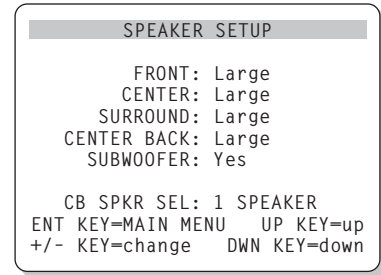 SPEAKER SETUP
FRONT: Large
CENTER: Large
SURROUND: Large
CENTER BACK: Large
SUBWOOFER: Yes
CB SPKR SEL: 1 SPEAKER
ENT KEY=MAIN MENU UP KEY=up
+/- KEY=change DWN KEY=down